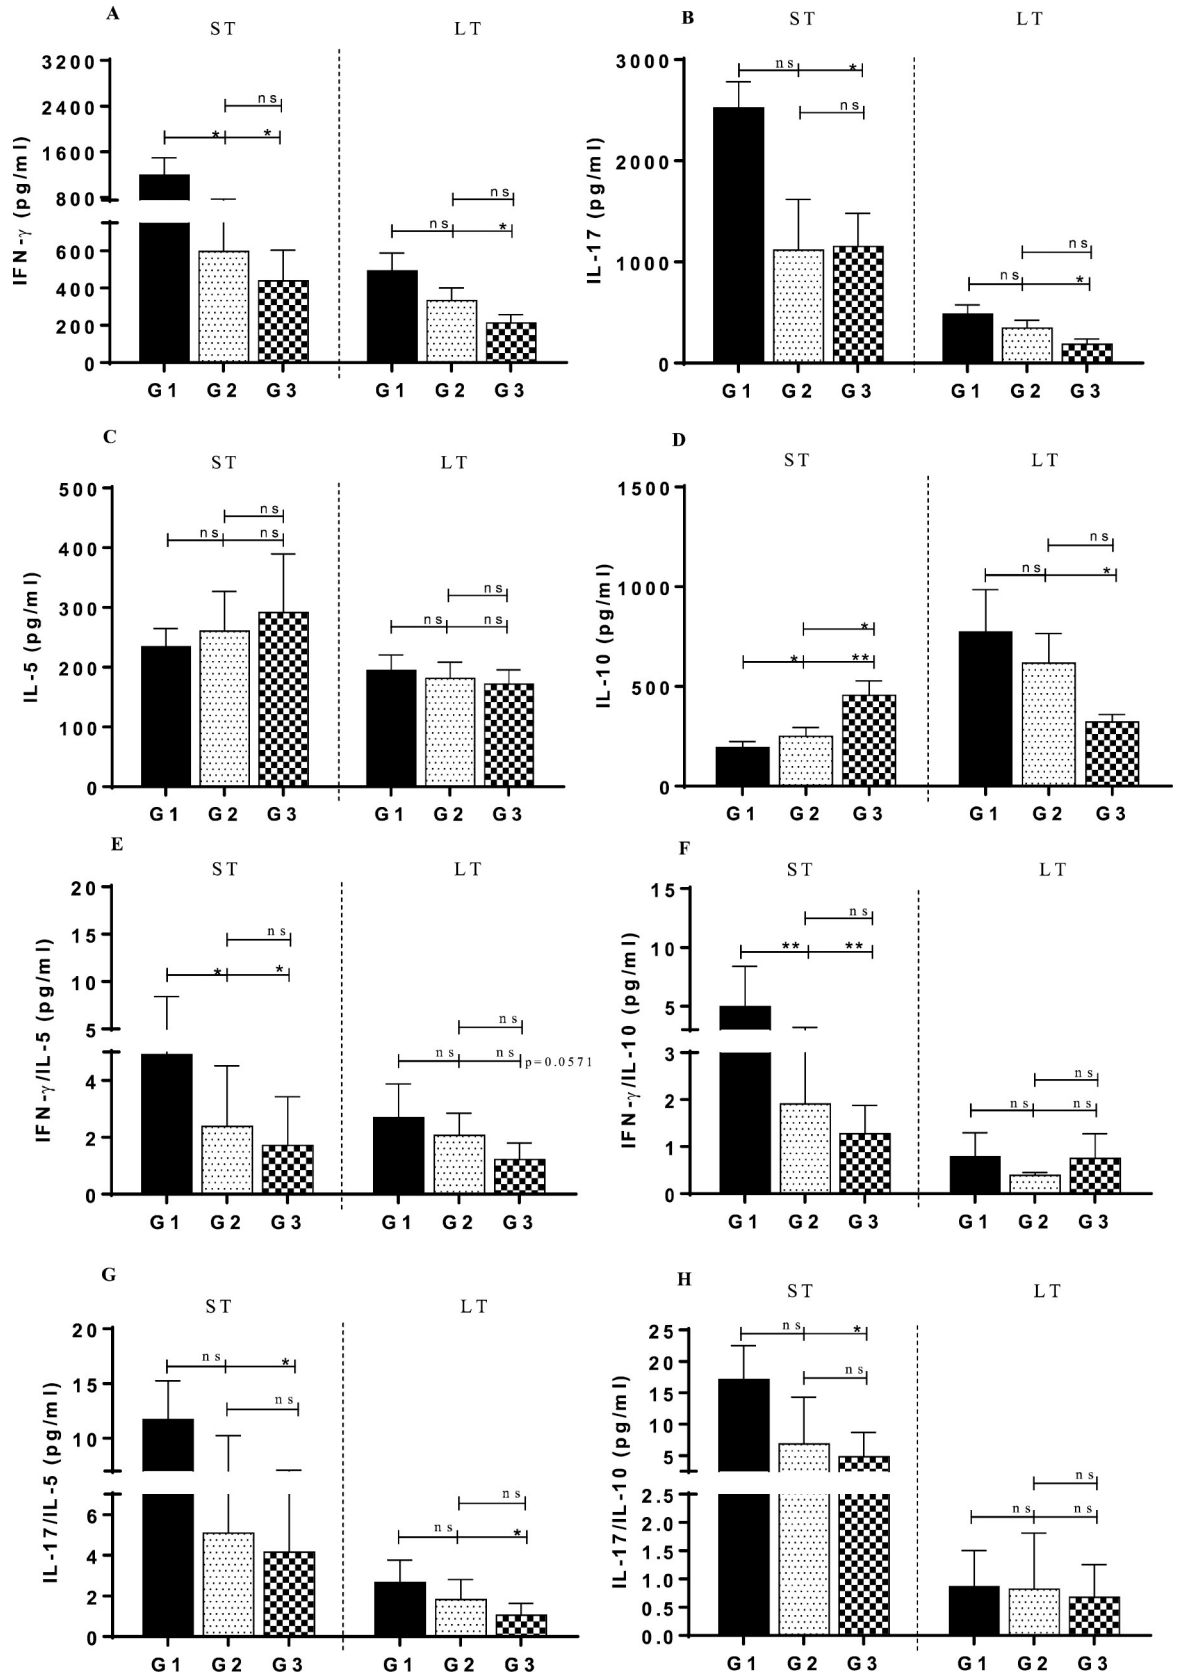 A
ST LT
IFN-γ (pg/ml)
3200
2400
1600
800
600
400
200
0
ns
* *
ns
ns *
G1 G2 G3 G1 G2 G3
B
ST LT
IL-17 (pg/ml)
3000
2000
1000
0
ns *
ns
ns
ns *
G1 G2 G3 G1 G2 G3
C
ST LT
IL-5 (pg/ml)
500
400
300
200
100
0
ns
ns ns
ns
ns ns
G1 G2 G3 G1 G2 G3
D
ST LT
IL-10 (pg/ml)
1500
1000
500
0
*
* **
ns
ns *
G1 G2 G3 G1 G2 G3
E
ST LT
IFN-γ/IL-5 (pg/ml)
20
15
10
5
4
2
0
ns
* *
ns
ns ns p=0.0571
G1 G2 G3 G1 G2 G3
F
ST LT
IFN-γ/IL-10 (pg/ml)
15
10
5
3
2
1
0
ns
** **
ns
ns ns
G1 G2 G3 G1 G2 G3
G
ST LT
IL-17/IL-5 (pg/ml)
20
15
10
6
4
2
0
ns *
ns
ns
ns *
G1 G2 G3 G1 G2 G3
H
ST LT
IL-17/IL-10 (pg/ml)
25
20
15
10
5
2.5
2.0
1.5
1.0
0.5
0.0
ns *
ns
ns
ns ns
G1 G2 G3 G1 G2 G3